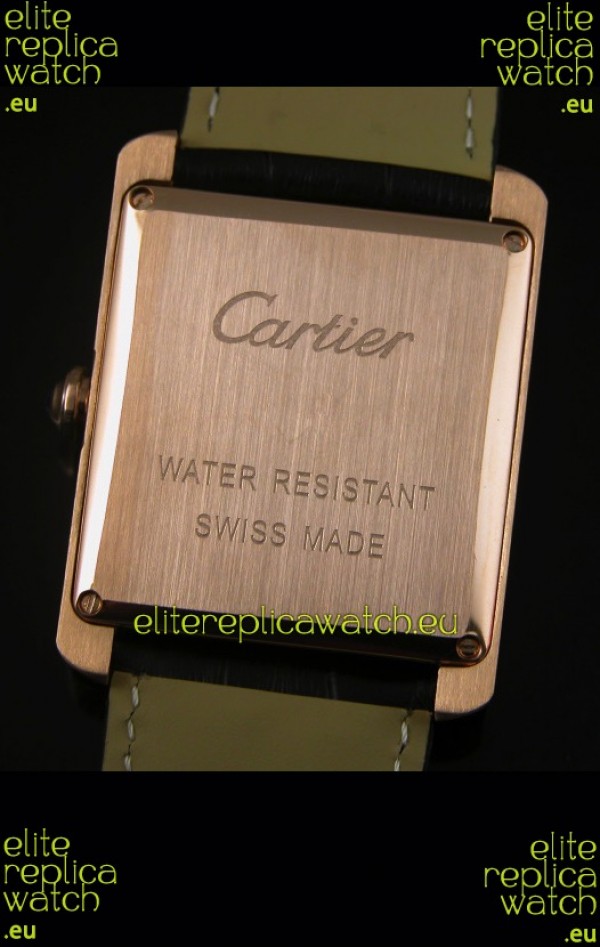 elite
replica
watch
.eu
elite
replica
watch
.eu
Cartier
WATER RESISTANT
SWISS MADE
elitereplicawatch.eu
elite
replica
watch
.eu
elite
replica
watch
.eu